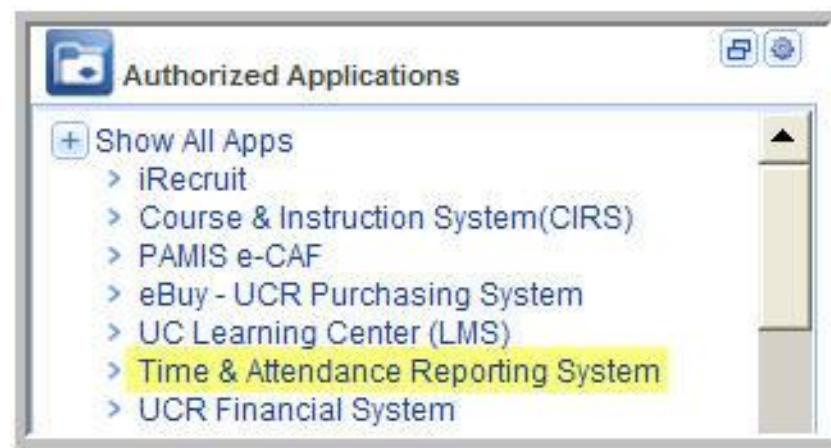 Authorized Applications
Show All Apps
iRecruit
Course & Instruction System(CIRS)
PAMIS e-CAF
eBuy - UCR Purchasing System
UC Learning Center (LMS)
Time & Attendance Reporting System
UCR Financial System